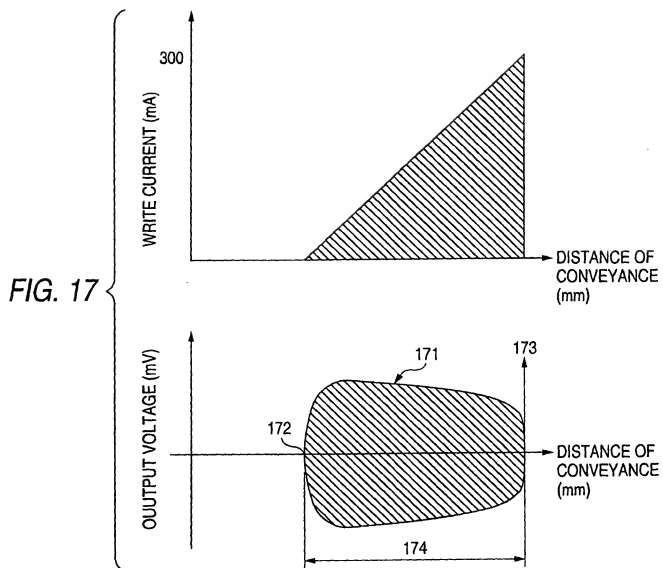 300
WRITE CURRENT (mA)
DISTANCE OF
CONVEYANCE
(mm)
FIG. 17
OUUTPUT VOLTAGE (mV)
171
173
172
DISTANCE OF
CONVEYANCE
(mm)
174